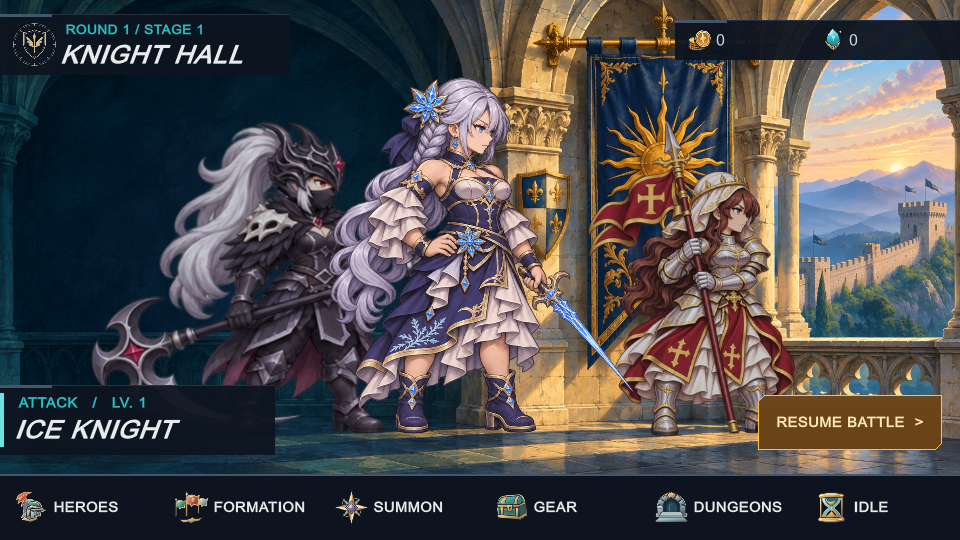 ROUND 1 / STAGE 1
KNIGHT HALL
0
0
ATTACK / LV. 1
ICE KNIGHT
RESUME BATTLE >
HEROES
FORMATION
SUMMON
GEAR
DUNGEONS
IDLE